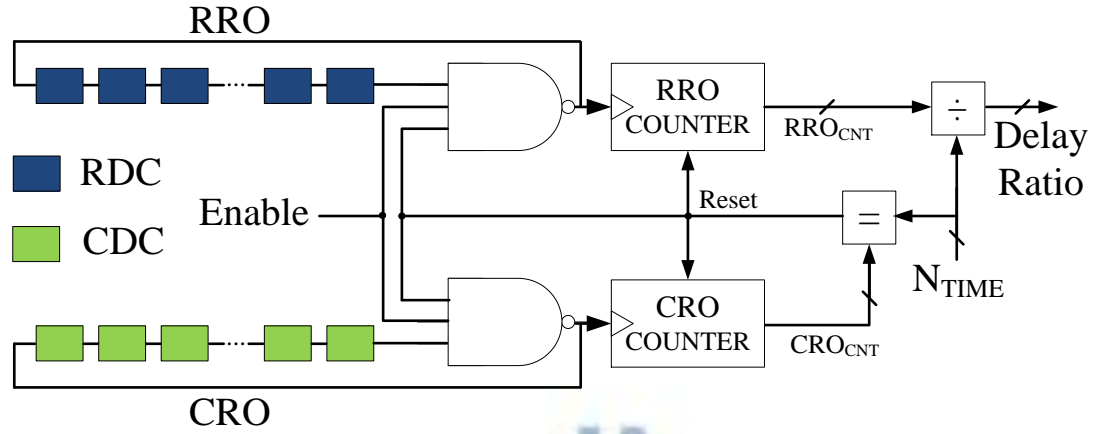 RRO
RRO
COUNTER
RRO_CNT
÷
Delay
Ratio
RDC
Enable
Reset
=
CDC
N_TIME
CRO
COUNTER
CRO_CNT
CRO